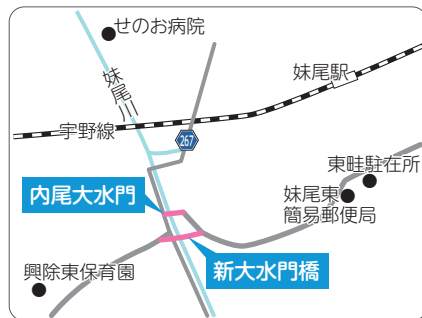 せのお病院
妹尾川
妹尾駅
宇野線
267
東畦駐在所
内尾大水門
妹尾東
簡易郵便局
新大水門橋
興除東保育園